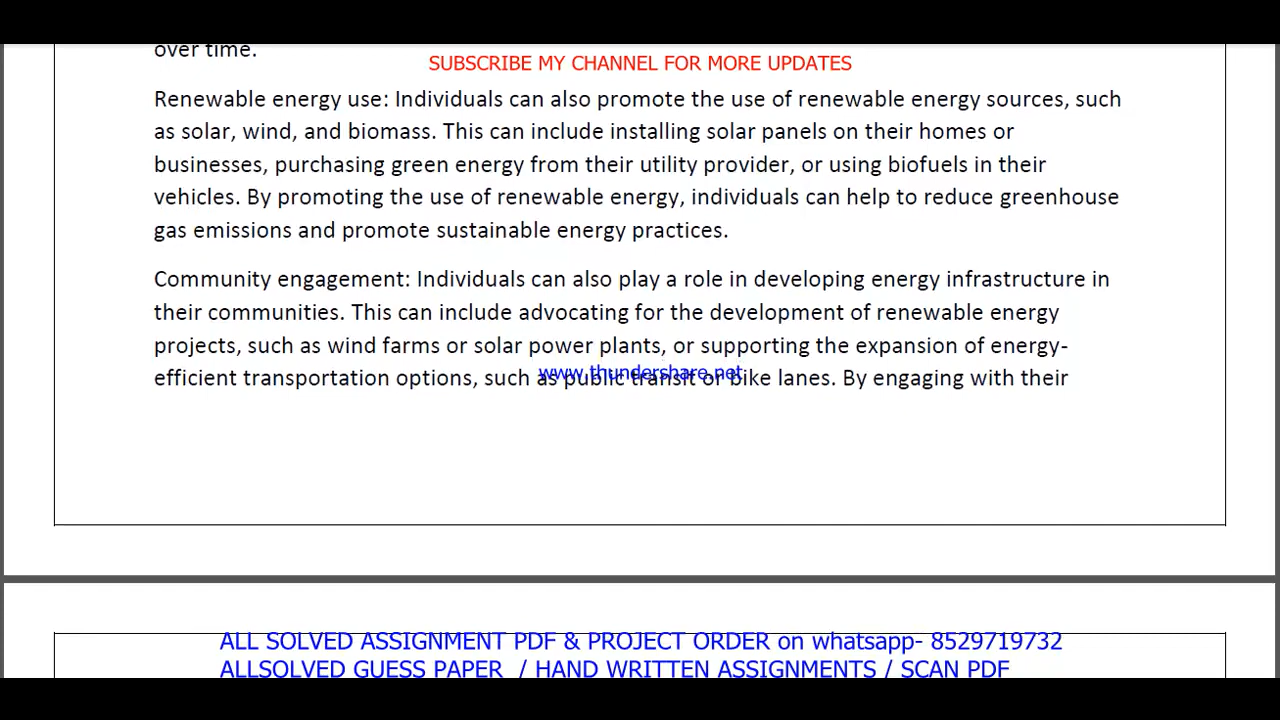 over time.
SUBSCRIBE MY CHANNEL FOR MORE UPDATES
Renewable energy use: Individuals can also promote the use of renewable energy sources, such
as solar, wind, and biomass. This can include installing solar panels on their homes or
businesses, purchasing green energy from their utility provider, or using biofuels in their
vehicles. By promoting the use of renewable energy, individuals can help to reduce greenhouse
gas emissions and promote sustainable energy practices.
Community engagement: Individuals can also play a role in developing energy infrastructure in
their communities. This can include advocating for the development of renewable energy
projects, such as wind farms or solar power plants, or supporting the expansion of energy-
efficient transportation options, such as public transit or bike lanes. By engaging with their
www.thundershare.net
ALL SOLVED ASSIGNMENT PDF & PROJECT ORDER on whatsapp- 8529719732
ALLSOLVED GUESS PAPER / HAND WRITTEN ASSIGNMENTS / SCAN PDF